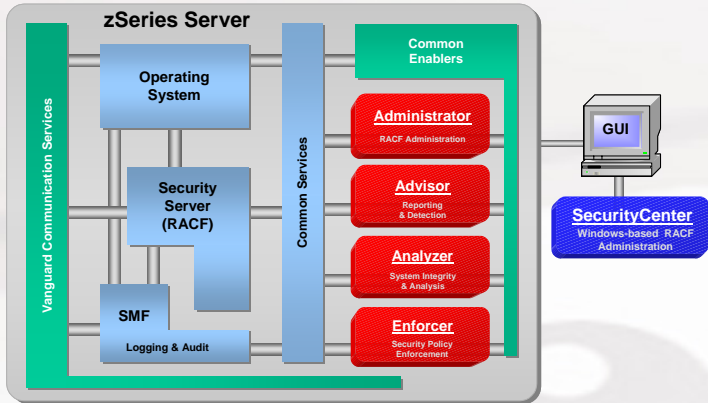 zSeries Server
Vanguard Communication Services
Operating
System
Security
Server
(RACF)
SMF
Logging & Audit
Common Services
Common
Enablers
Administrator
RACF Administration
Advisor
Reporting
& Detection
Analyzer
System Integrity
& Analysis
Enforcer
Security Policy
Enforcement
GUI
SecurityCenter
Windows-based RACF
Administration